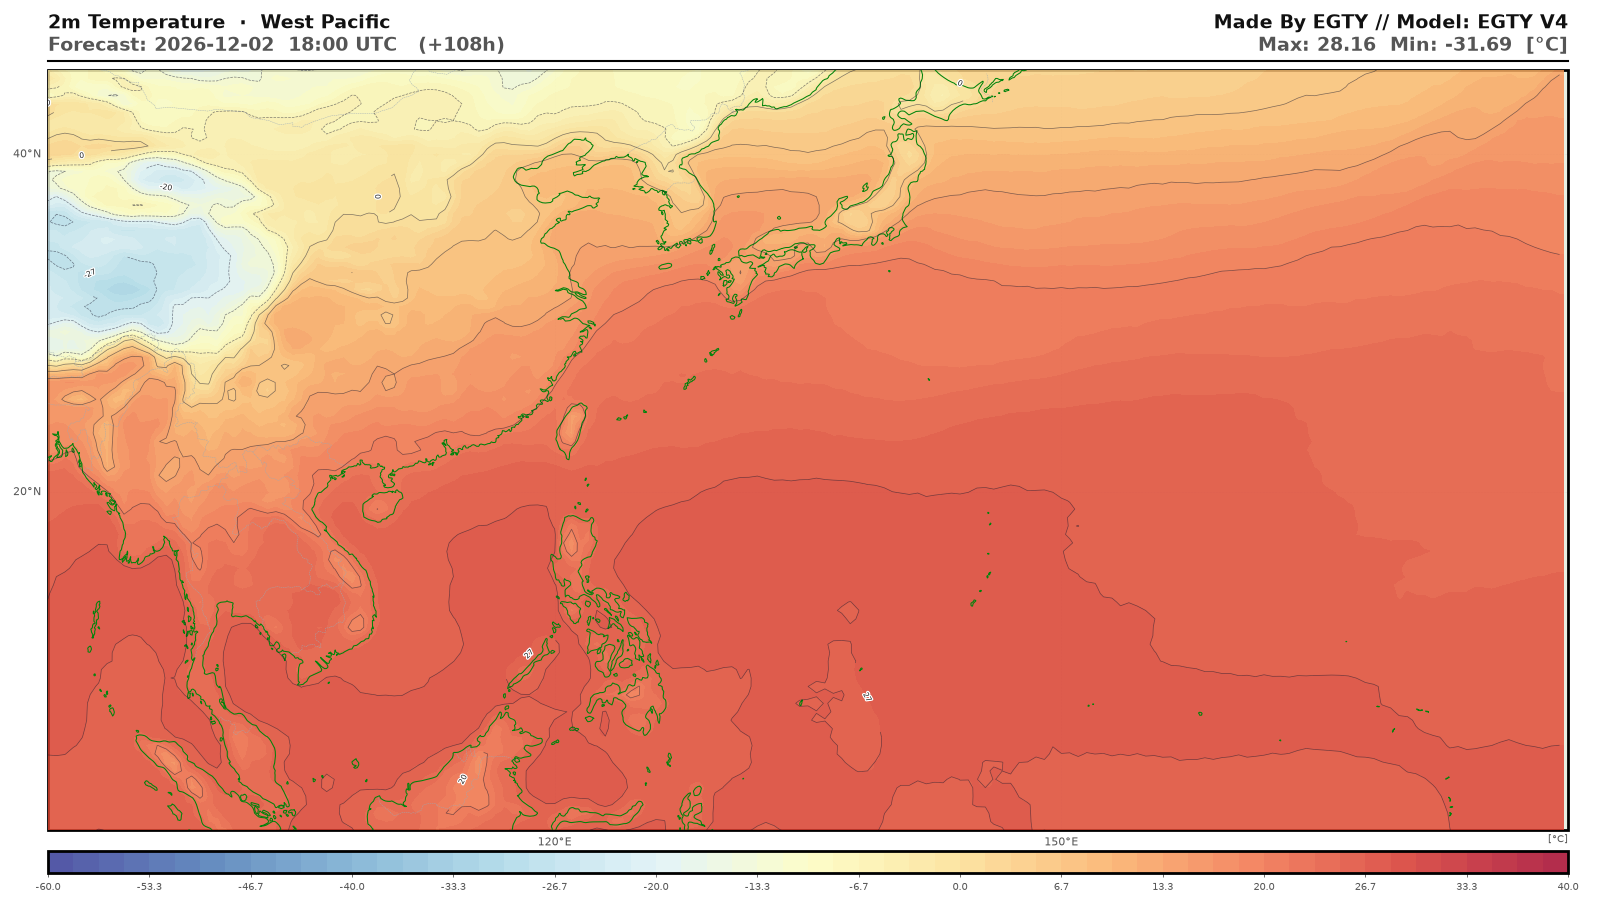 2m Temperature · West Pacific
Made By EGTY // Model: EGTY V4
Forecast: 2026-12-02 18:00 UTC (+108h)
Max: 28.16 Min: -31.69 [°C]
0
0
40°N
0
-20
0
-27
20°N
27
27
20
120°E
150°E
[°C]
-60.0
-53.3
-46.7
-40.0
-33.3
-26.7
-20.0
-13.3
-6.7
0.0
6.7
13.3
20.0
26.7
33.3
40.0